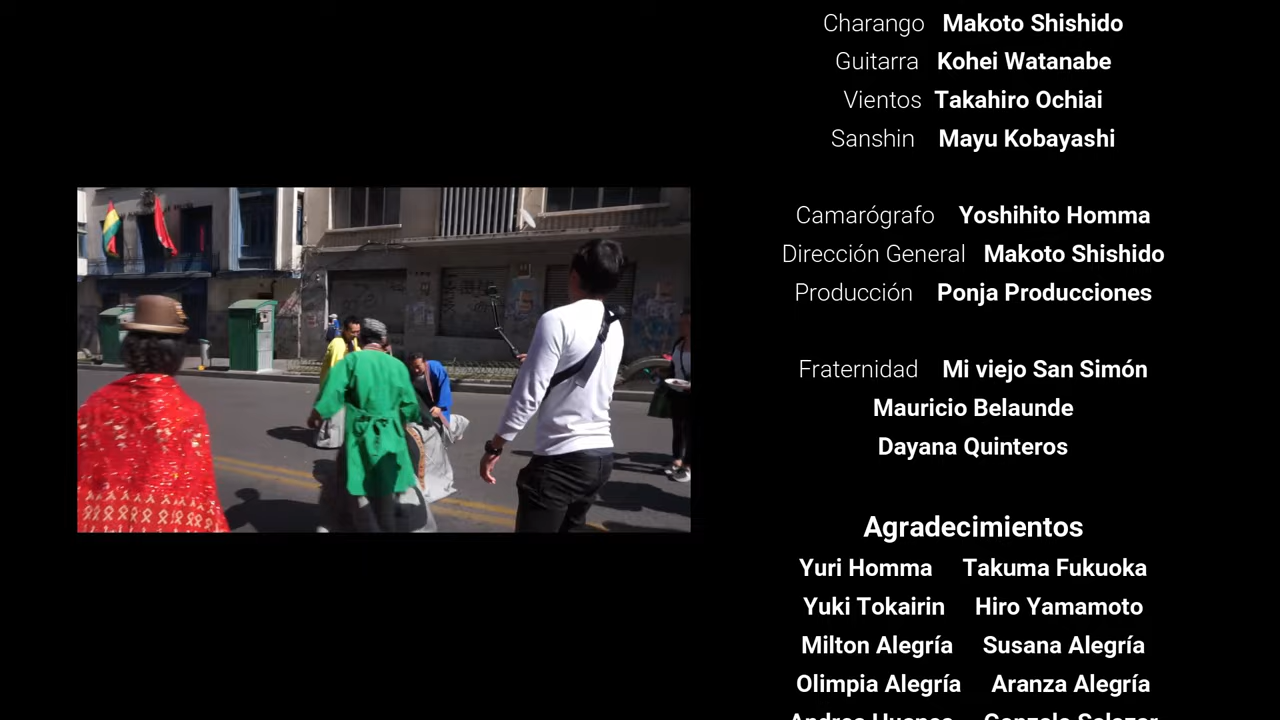 Charango Makoto Shishido
Guitarra Kohei Watanabe
Vientos Takahiro Ochiai
Sanshin Mayu Kobayashi
Camarógrafo Yoshihito Homma
Dirección General Makoto Shishido
Producción Ponja Producciones
Fraternidad Mi viejo San Simón
Mauricio Belaunde
Dayana Quinteros
Agradecimientos
Yuri Homma Takuma Fukuoka
Yuki Tokairin Hiro Yamamoto
Milton Alegría Susana Alegría
Olimpia Alegría Aranza Alegría